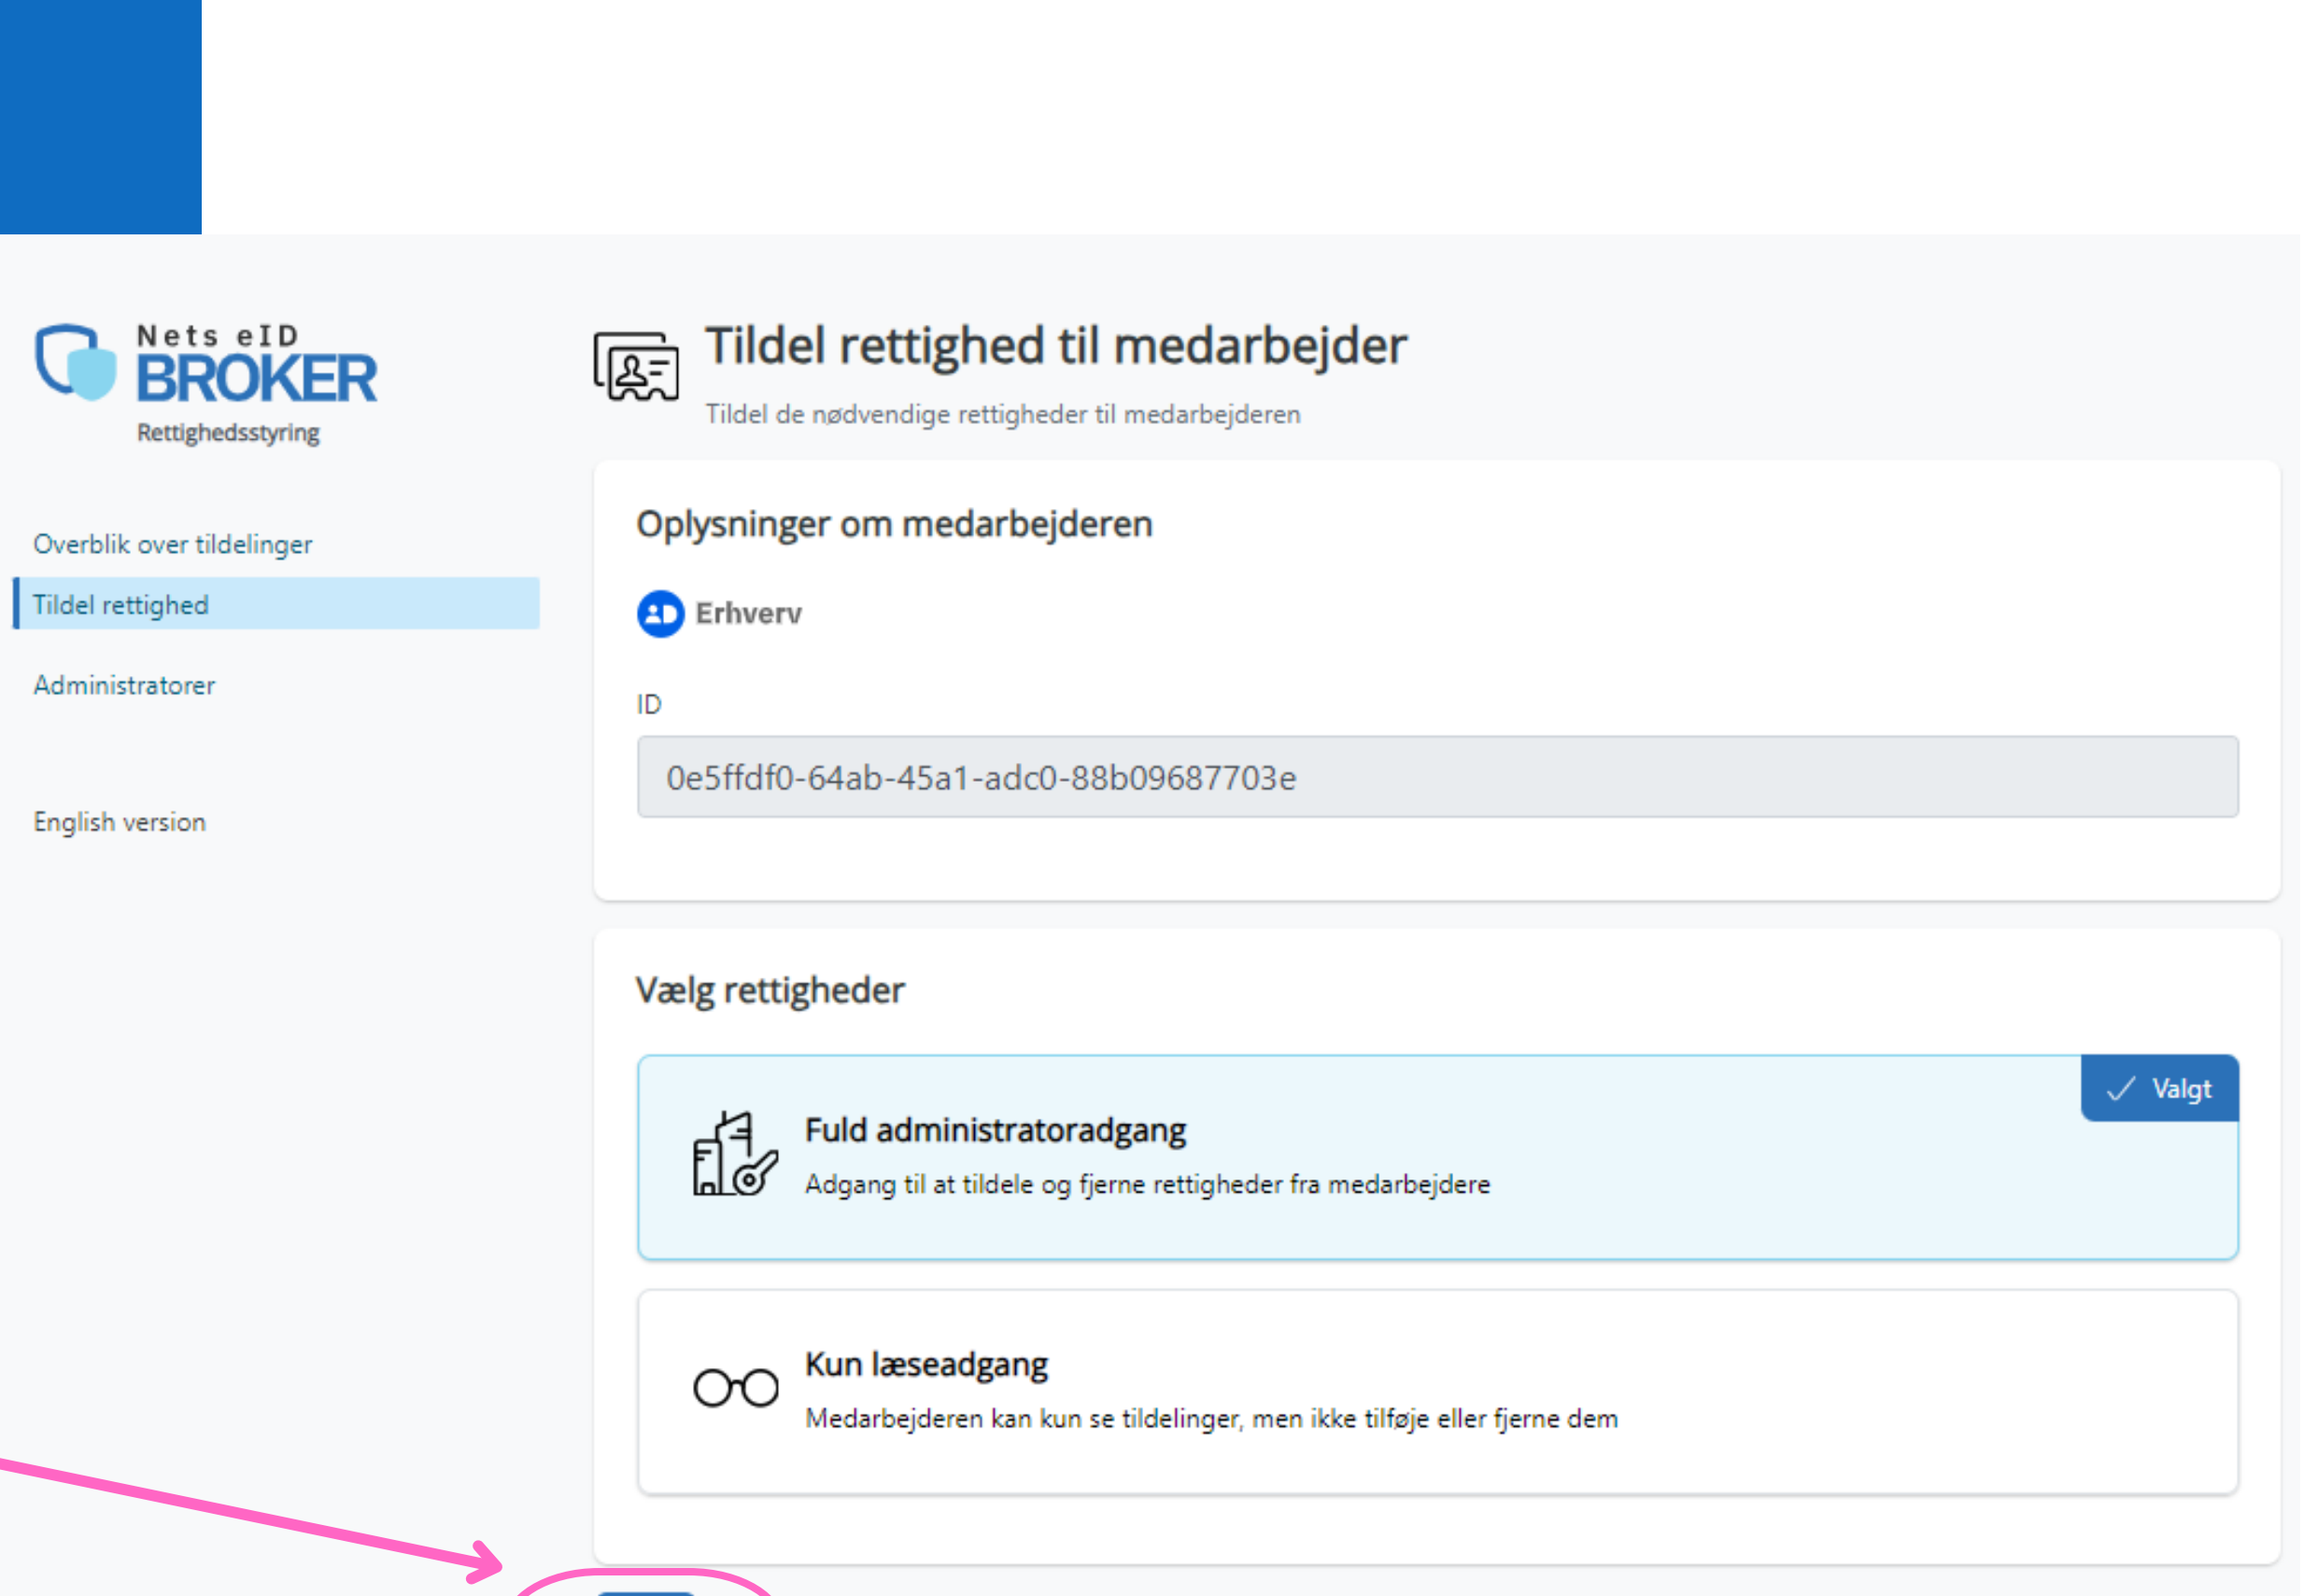 Nets eID
BROKER
Rettighedsstyring
Overblik over tildelinger
Tildel rettighed
Administratorer
English version
Tildel rettighed til medarbejder
Tildel de nødvendige rettigheder til medarbejderen
Oplysninger om medarbejderen
Erhverv
ID
0e5ffdf0-64ab-45a1-adc0-88b09687703e
Vælg rettigheder
Valgt
Fuld administratoradgang
Adgang til at tildele og fjerne rettigheder fra medarbejdere
Kun læseadgang
Medarbejderen kan kun se tildelinger, men ikke tilføje eller fjerne dem